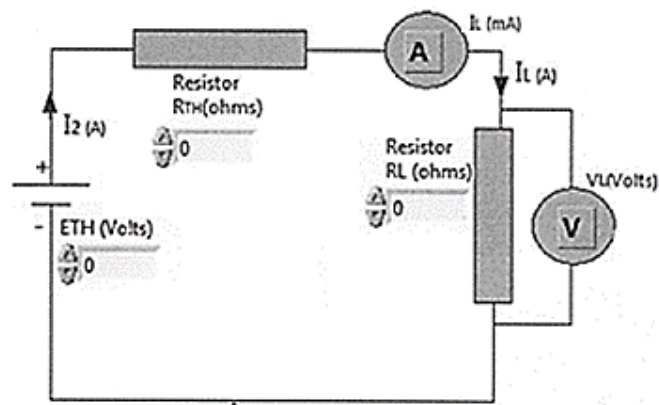 IL (mA)
A
IL (A)
Resistor
RTH(ohms)
0
I2 (A)
+
-
ETH (Volts)
0
Resistor
RL (ohms)
0
VL(Volts)
V